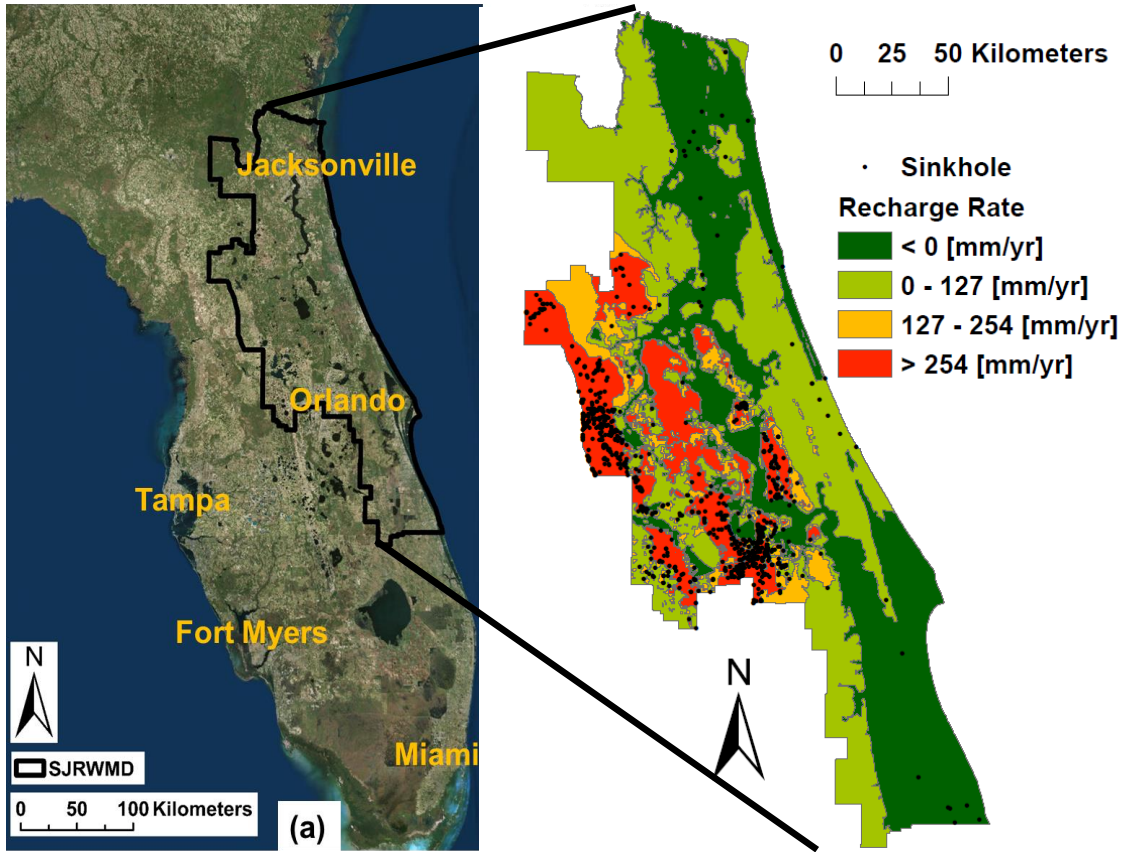 Jacksonville
Orlando
Tampa
Fort Myers
Miami
N
SJRWMD
0 50 100 Kilometers
(a)
0 25 50 Kilometers
Sinkhole
Recharge Rate
< 0 [mm/yr]
0 - 127 [mm/yr]
127 - 254 [mm/yr]
> 254 [mm/yr]
N